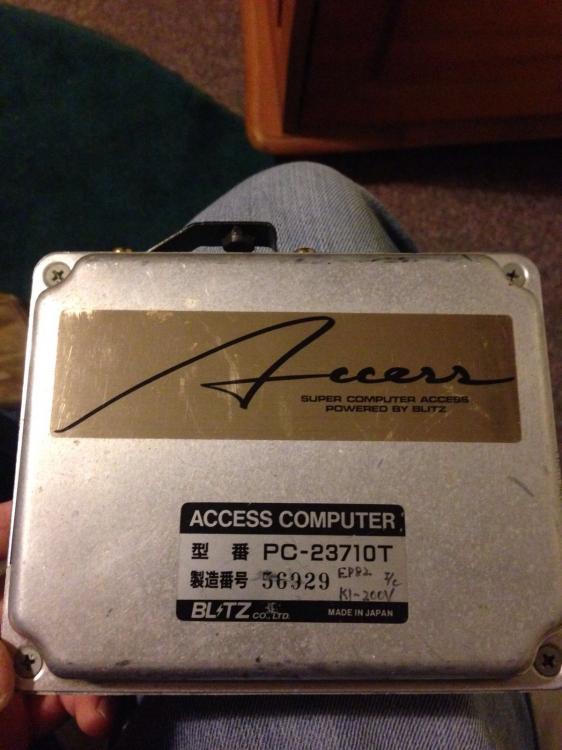 Access
SUPER COMPUTER ACCESS
POWERED BY BLITZ
ACCESS COMPUTER
型番 PC-23710T
製造番号 56929 EP82 T/C
K1-200V
BLITZ CO.,LTD. MADE IN JAPAN